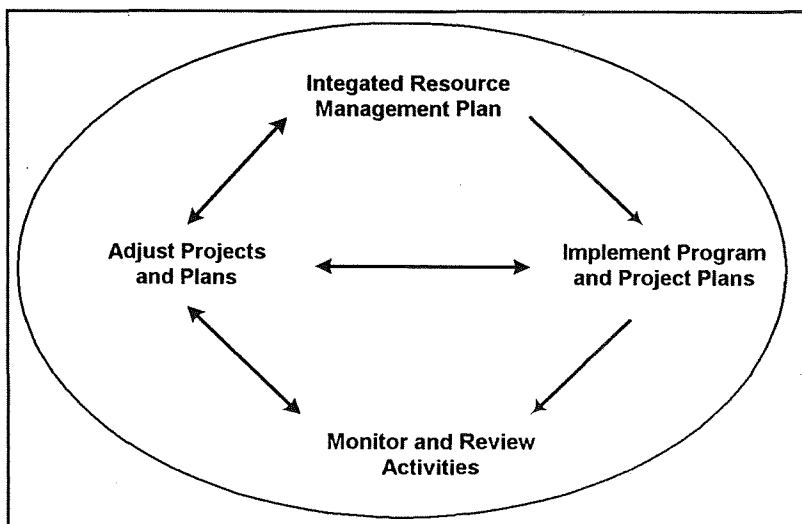 Integated Resource
Management Plan
Adjust Projects
and Plans
Implement Program
and Project Plans
Monitor and Review
Activities